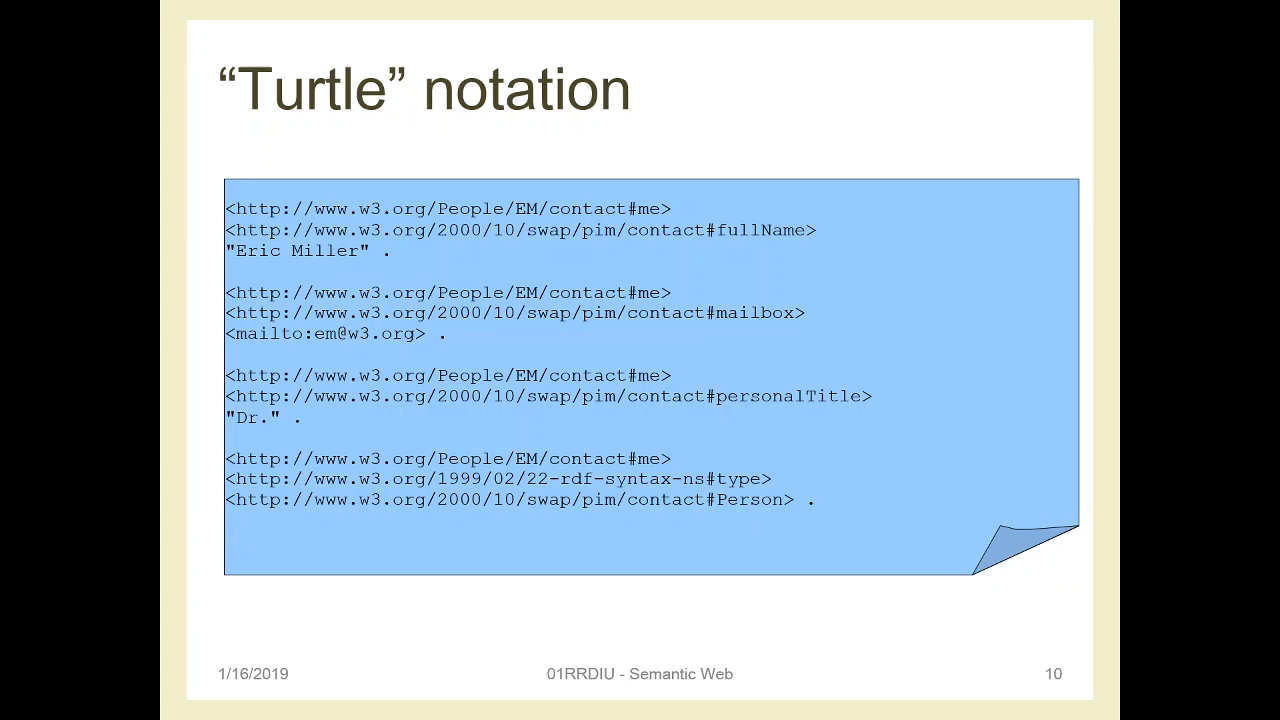 “Turtle” notation
<http://www.w3.org/People/EM/contact#me>
<http://www.w3.org/2000/10/swap/pim/contact#fullName>
"Eric Miller" .
<http://www.w3.org/People/EM/contact#me>
<http://www.w3.org/2000/10/swap/pim/contact#mailbox>
<mailto:em@w3.org> .
<http://www.w3.org/People/EM/contact#me>
<http://www.w3.org/2000/10/swap/pim/contact#personalTitle>
"Dr." .
<http://www.w3.org/People/EM/contact#me>
<http://www.w3.org/1999/02/22-rdf-syntax-ns#type>
<http://www.w3.org/2000/10/swap/pim/contact#Person> .
1/16/2019
01RRDIU - Semantic Web
10